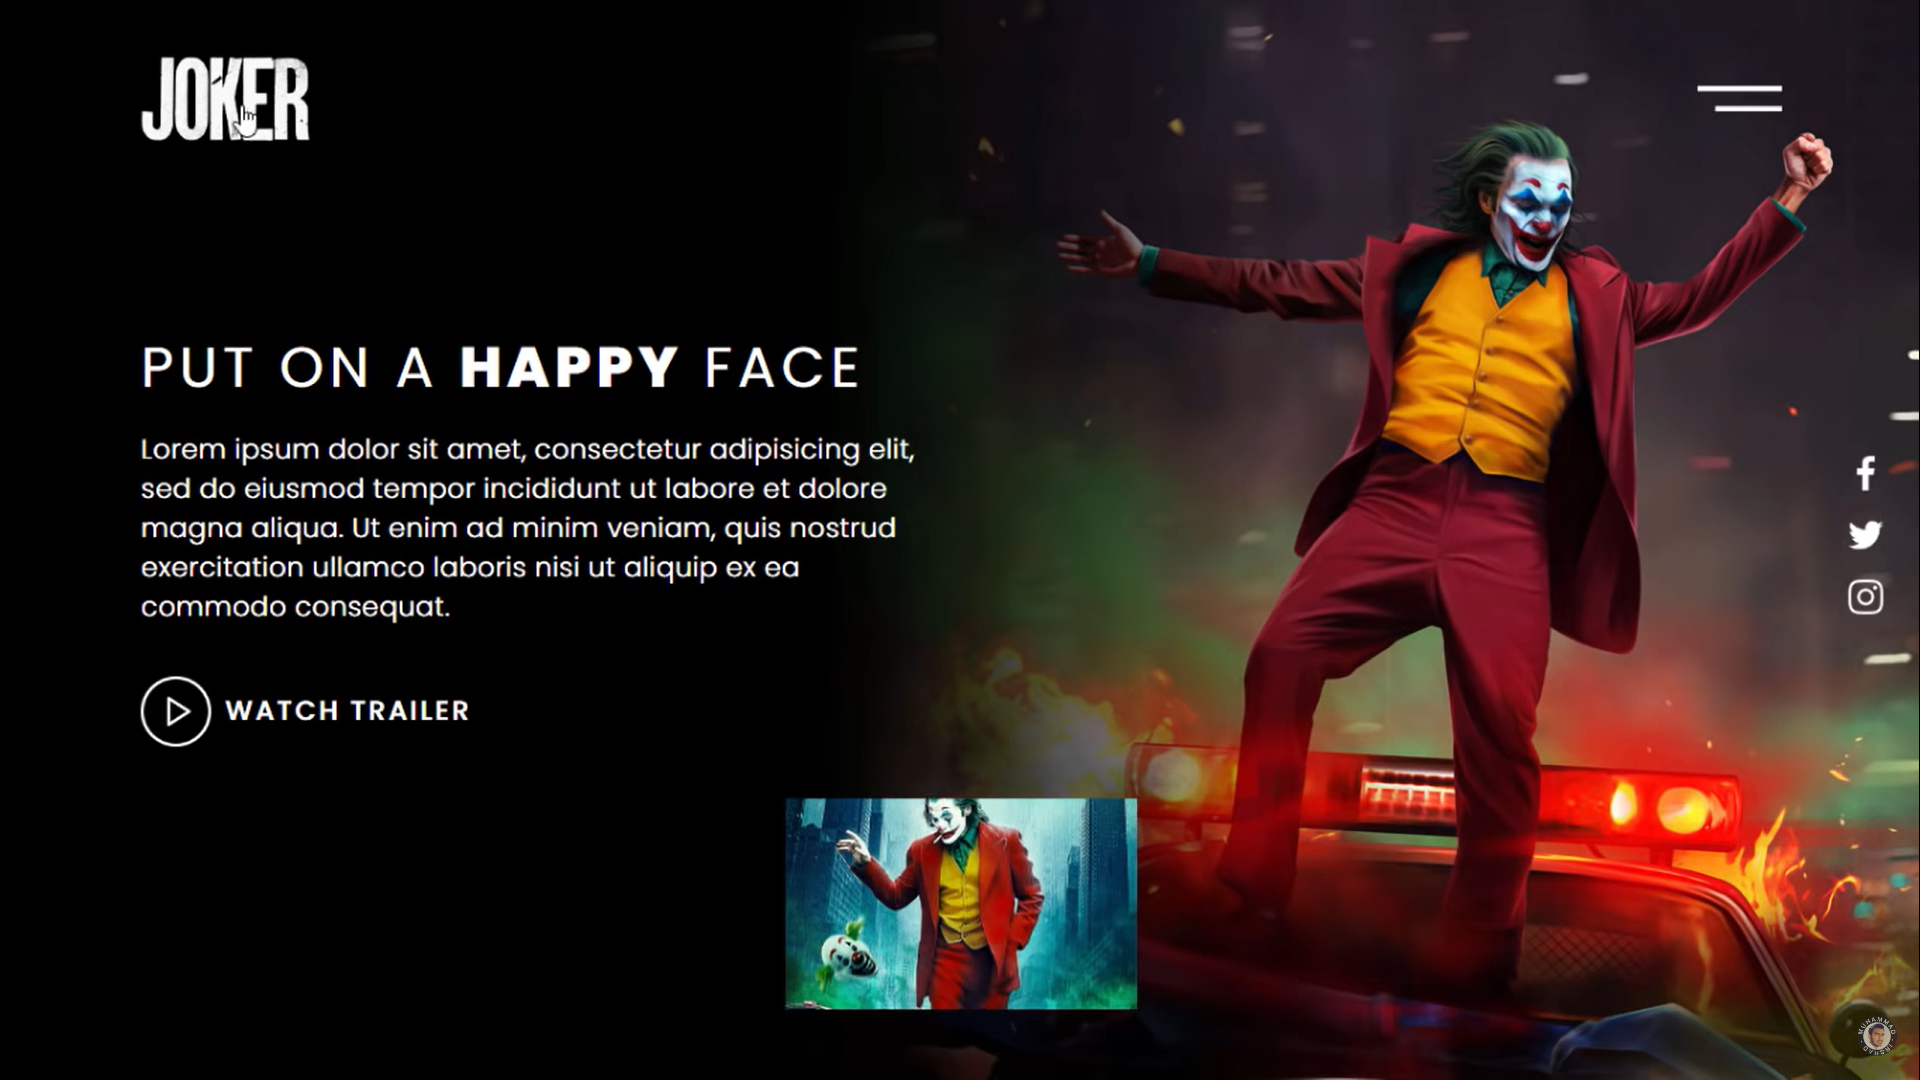 JOKER
PUT ON A HAPPY FACE
Lorem ipsum dolor sit amet, consectetur adipisicing elit,
sed do eiusmod tempor incididunt ut labore et dolore
magna aliqua. Ut enim ad minim veniam, quis nostrud
exercitation ullamco laboris nisi ut aliquip ex ea
commodo consequat.
WATCH TRAILER
MUHAMMAD
IRSHAD